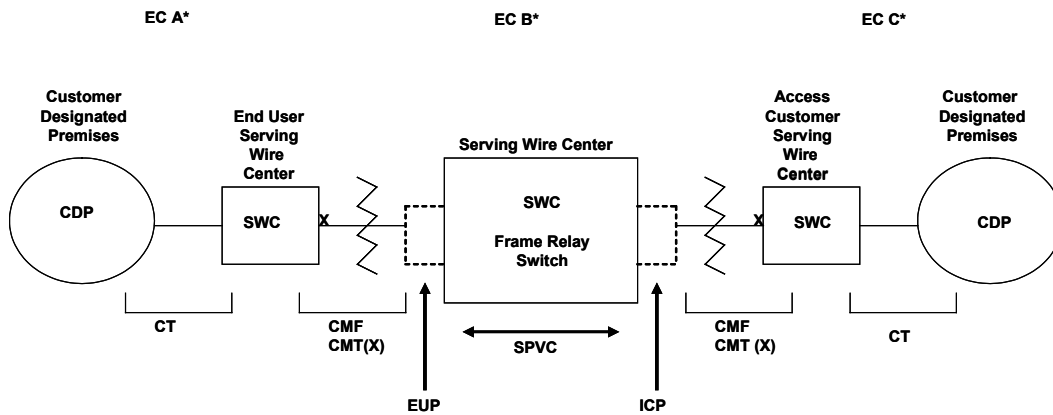 EC A*
EC B*
EC C*
Customer
Designated
Premises
End User
Serving
Wire
Center
Serving Wire Center
Access
Customer
Serving
Wire
Center
Customer
Designated
Premises
CDP
SWC
X
SWC
Frame Relay
Switch
X
SWC
CDP
CT
CMF
CMT(X)
SPVC
CMF
CMT (X)
CT
EUP
ICP